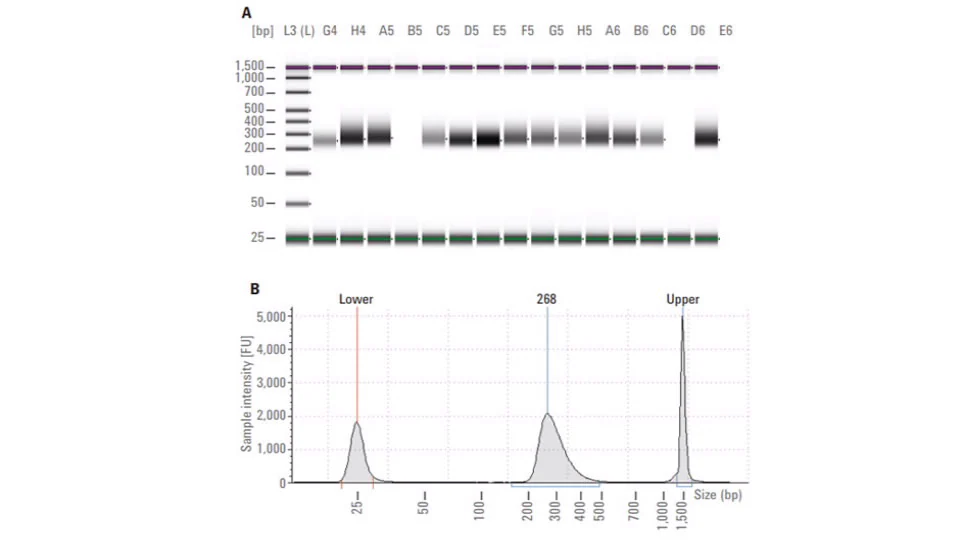 A
[bp] L3 (L) G4 H4 A5 B5 C5 D5 E5 F5 G5 H5 A6 B6 C6 D6 E6
1,500
1,000
700
500
400
300
200
100
50
25
B
Lower 268 Upper
Sample intensity [FU]
5,000
4,000
3,000
2,000
1,000
0
25 50 100 200 300 400 500 700 1,000 1,500
Size (bp)